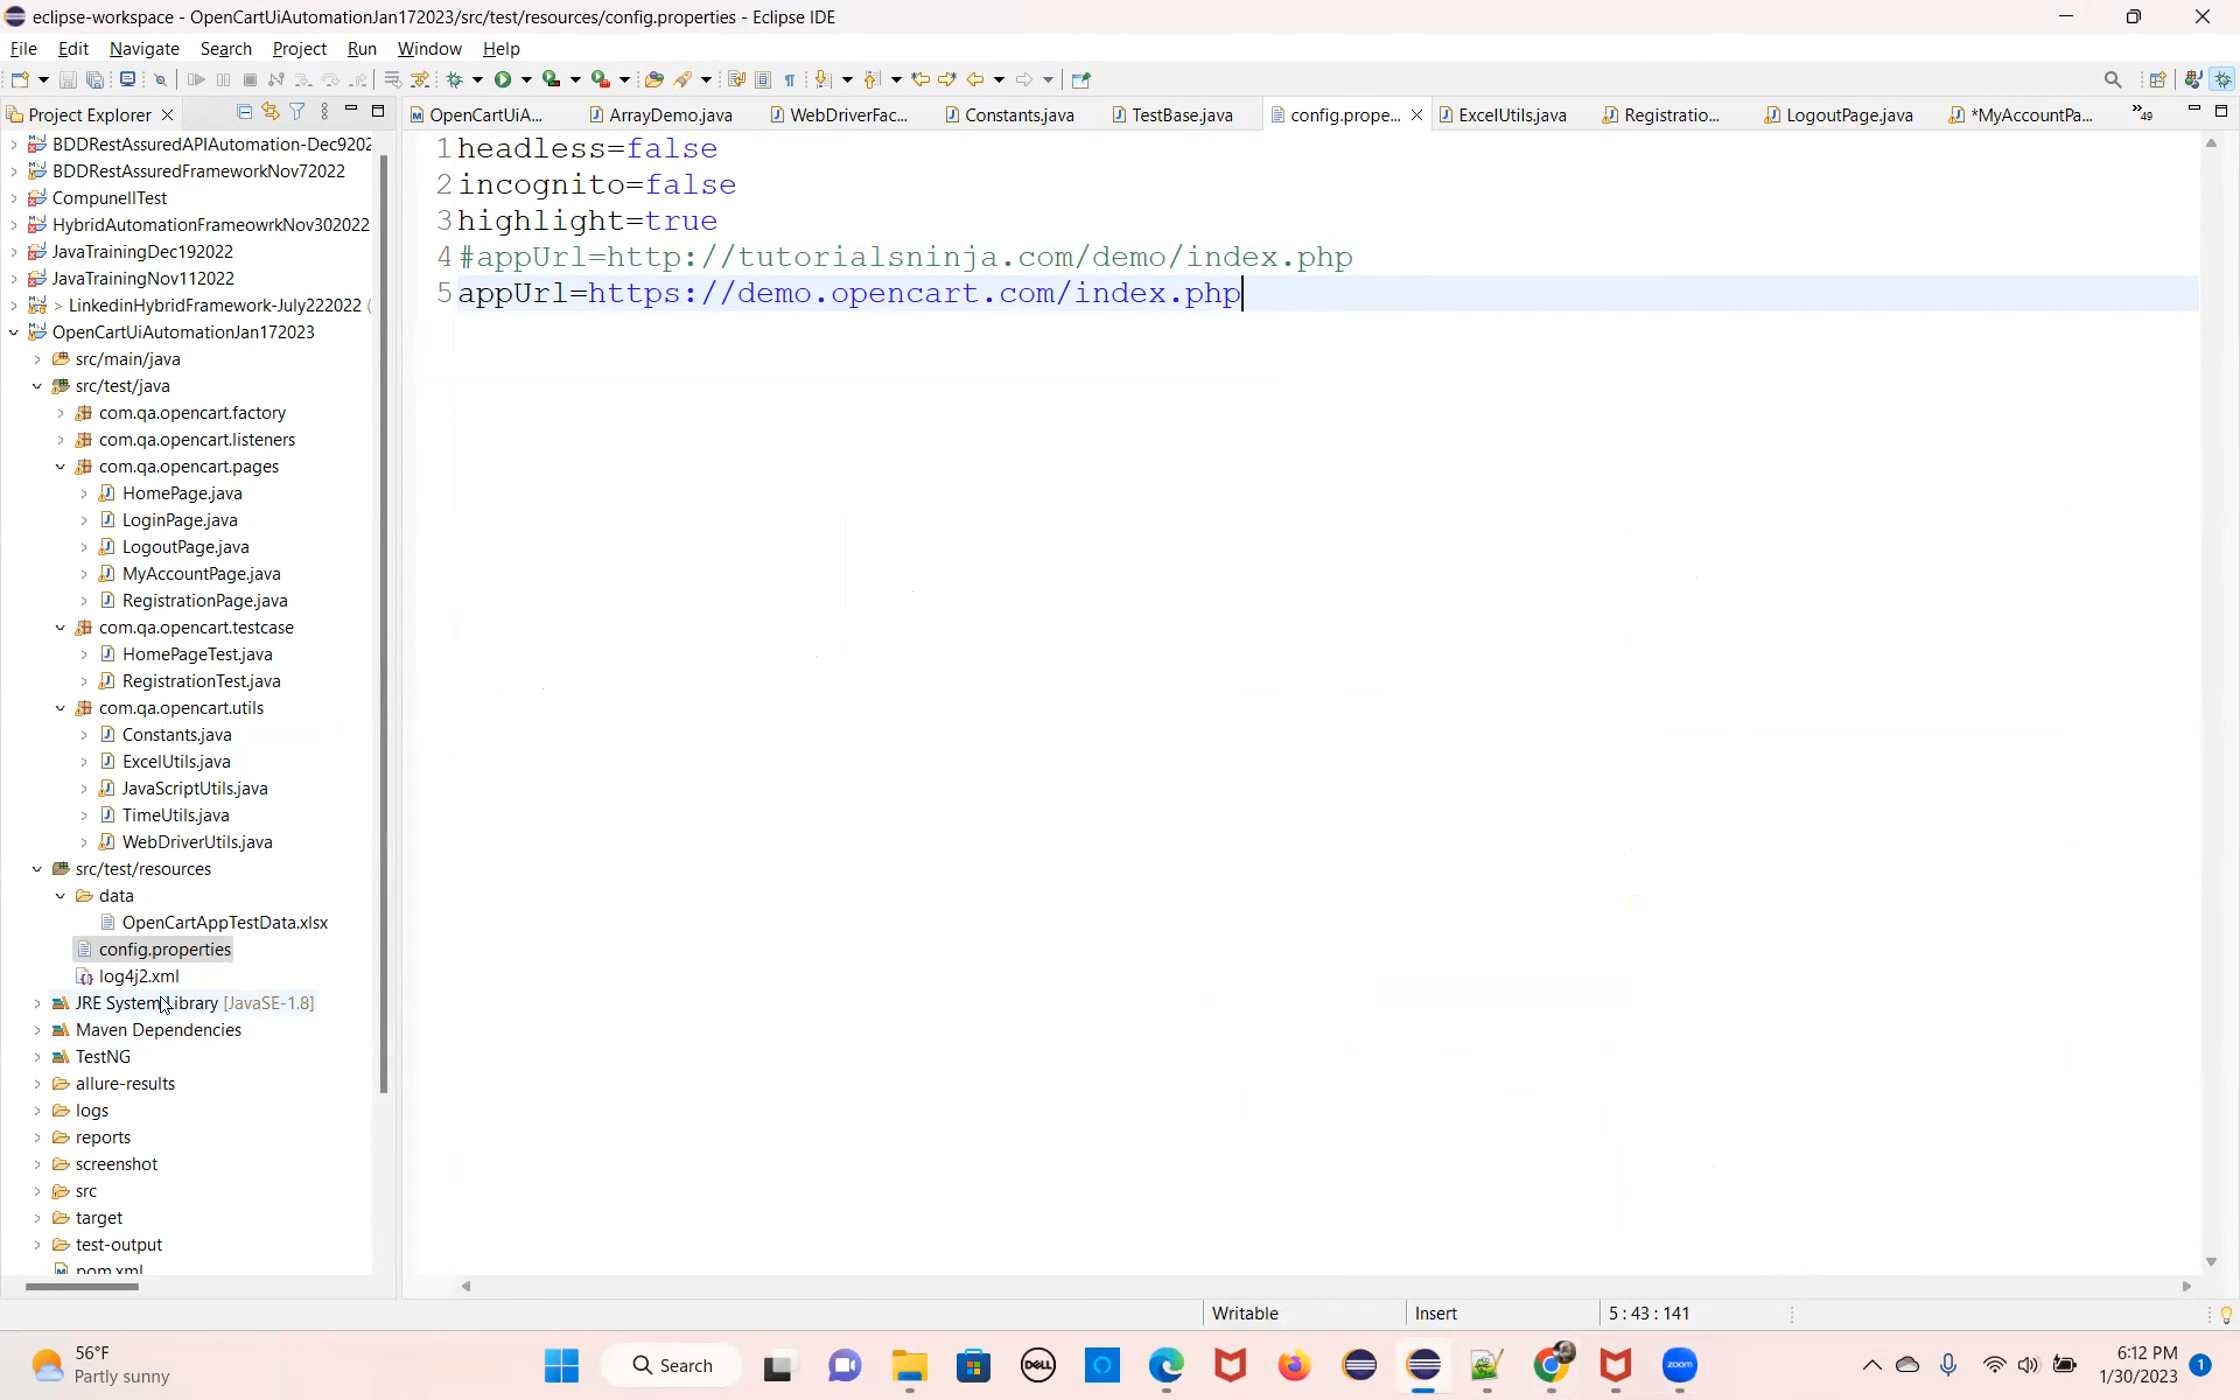 eclipse-workspace - OpenCartUiAutomationJan172023/src/test/resources/config.properties - Eclipse IDE
File Edit Navigate Search Project Run Window Help
Project Explorer
OpenCartUiA...
ArrayDemo.java
WebDriverFac...
Constants.java
TestBase.java
config.prope...
ExcelUtils.java
Registratio...
LogoutPage.java
*MyAccountPa...
»49
BDDRestAssuredAPIAutomation-Dec9202
BDDRestAssuredFrameworkNov72022
CompunellTest
HybridAutomationFrameowrkNov302022
JavaTrainingDec192022
JavaTrainingNov112022
> LinkedinHybridFramework-July222022 (
OpenCartUiAutomationJan172023
src/main/java
src/test/java
com.qa.opencart.factory
com.qa.opencart.listeners
com.qa.opencart.pages
HomePage.java
LoginPage.java
LogoutPage.java
MyAccountPage.java
RegistrationPage.java
com.qa.opencart.testcase
HomePageTest.java
RegistrationTest.java
com.qa.opencart.utils
Constants.java
ExcelUtils.java
JavaScriptUtils.java
TimeUtils.java
WebDriverUtils.java
src/test/resources
data
OpenCartAppTestData.xlsx
config.properties
log4j2.xml
JRE System Library [JavaSE-1.8]
Maven Dependencies
TestNG
allure-results
logs
reports
screenshot
src
target
test-output
pom.xml
1 headless=false
2 incognito=false
3 highlight=true
4 #appUrl=http://tutorialsninja.com/demo/index.php
5 appUrl=https://demo.opencart.com/index.php
Writable
Insert
5 : 43 : 141
56°F
Partly sunny
Search
DELL
zoom
6:12 PM
1/30/2023
1